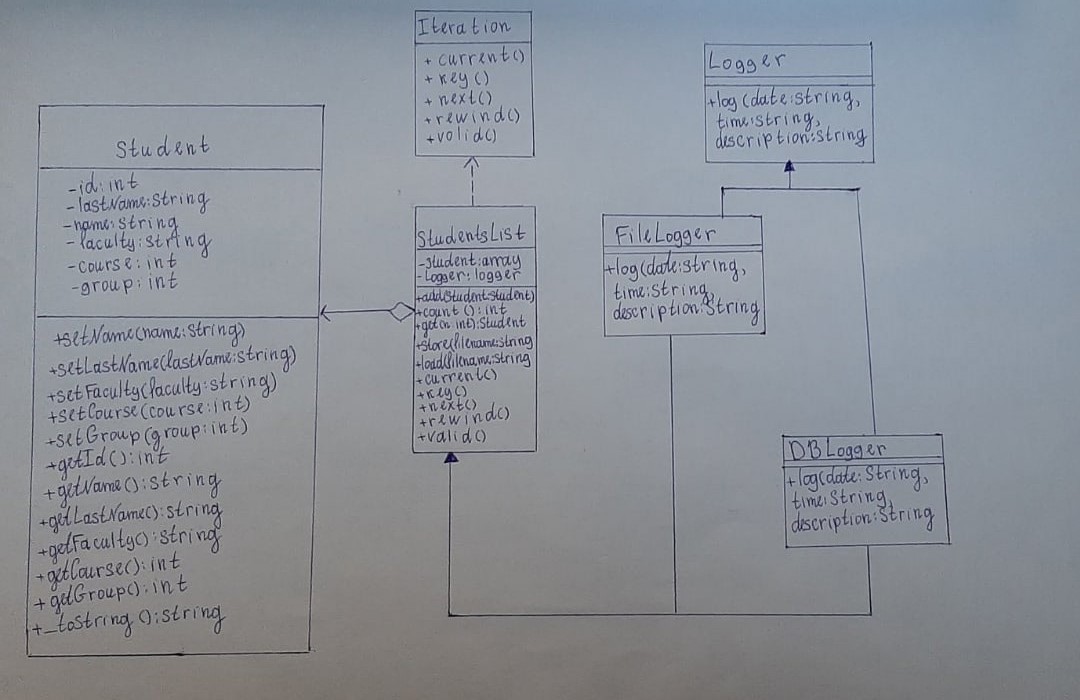 Student
-id: int
-lastName: String
-name: String
-faculty: string
-course: int
-group: int
+setName(name: String)
+setLastName(lastName: string)
+setFaculty(faculty: string)
+setCourse(course: int)
+setGroup(group: int)
+getId(): int
+getName(): string
+getLastName(): string
+getFaculty(): string
+getCourse(): int
+getGroup(): int
+_toString(): string
Iteration
+ current()
+ key()
+ next()
+ rewind()
+ valid()
StudentsList
-student: array
-Logger: logger
+add(student: student)
+count(): int
+get(n int): Student
+store(filename: string
+load(filename: string
+ current()
+ key()
+ next()
+ rewind()
+ valid()
Logger
+log(date: string,
time: string,
description: string
FileLogger
+log(date: string,
time: String,
description: String
DBLogger
+log(date: String,
time: String,
description: String